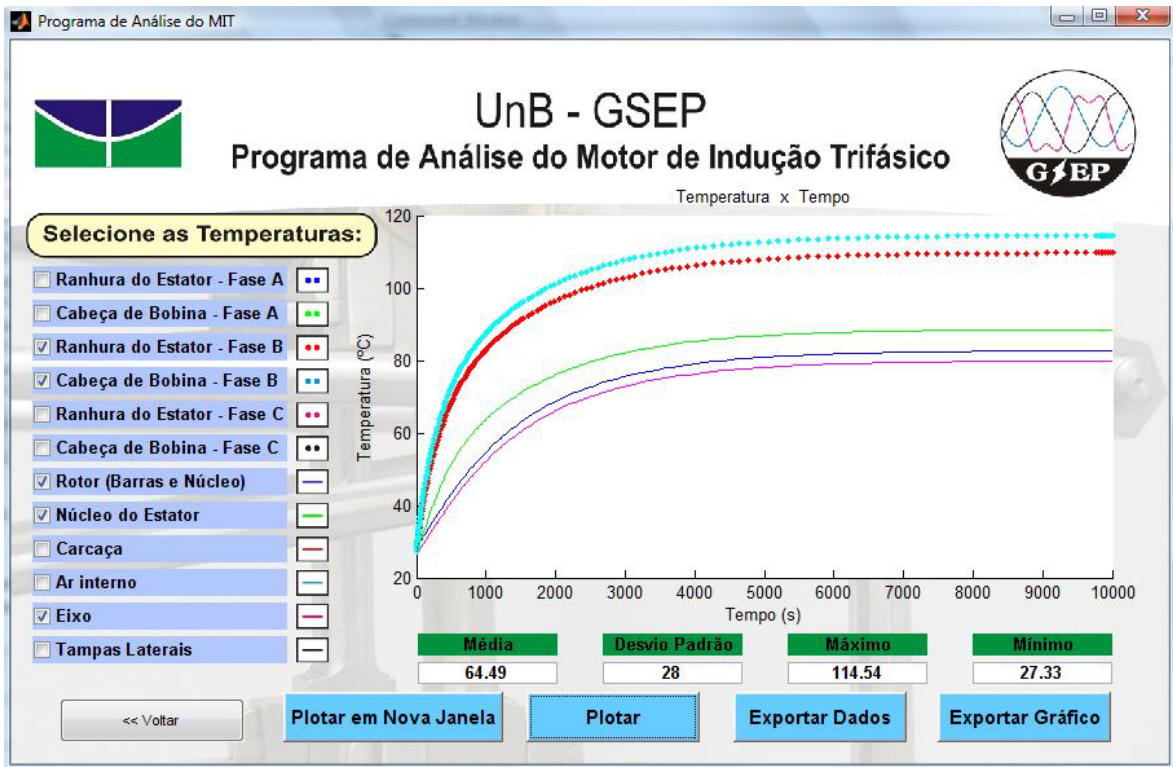 Programa de Análise do MIT
UnB - GSEP
Programa de Análise do Motor de Indução Trifásico
GSEP
Selecione as Temperaturas:
Ranhura do Estator - Fase A
Cabeça de Bobina - Fase A
Ranhura do Estator - Fase B
Cabeça de Bobina - Fase B
Ranhura do Estator - Fase C
Cabeça de Bobina - Fase C
Rotor (Barras e Núcleo)
Núcleo do Estator
Carcaça
Ar interno
Eixo
Tampas Laterais
Temperatura x Tempo
Temperatura (ºC)
120
100
80
60
40
20
0 1000 2000 3000 4000 5000 6000 7000 8000 9000 10000
Tempo (s)
Média Desvio Padrão Máximo Mínimo
64.49 28 114.54 27.33
<< Voltar Plotar em Nova Janela Plotar Exportar Dados Exportar Gráfico